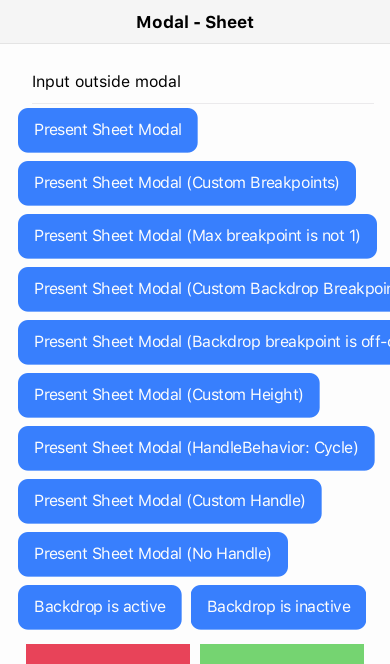 Modal - Sheet
Input outside modal
Present Sheet Modal
Present Sheet Modal (Custom Breakpoints)
Present Sheet Modal (Max breakpoint is not 1)
Present Sheet Modal (Custom Backdrop Breakpoin
Present Sheet Modal (Backdrop breakpoint is off-
Present Sheet Modal (Custom Height)
Present Sheet Modal (HandleBehavior: Cycle)
Present Sheet Modal (Custom Handle)
Present Sheet Modal (No Handle)
Backdrop is active Backdrop is inactive